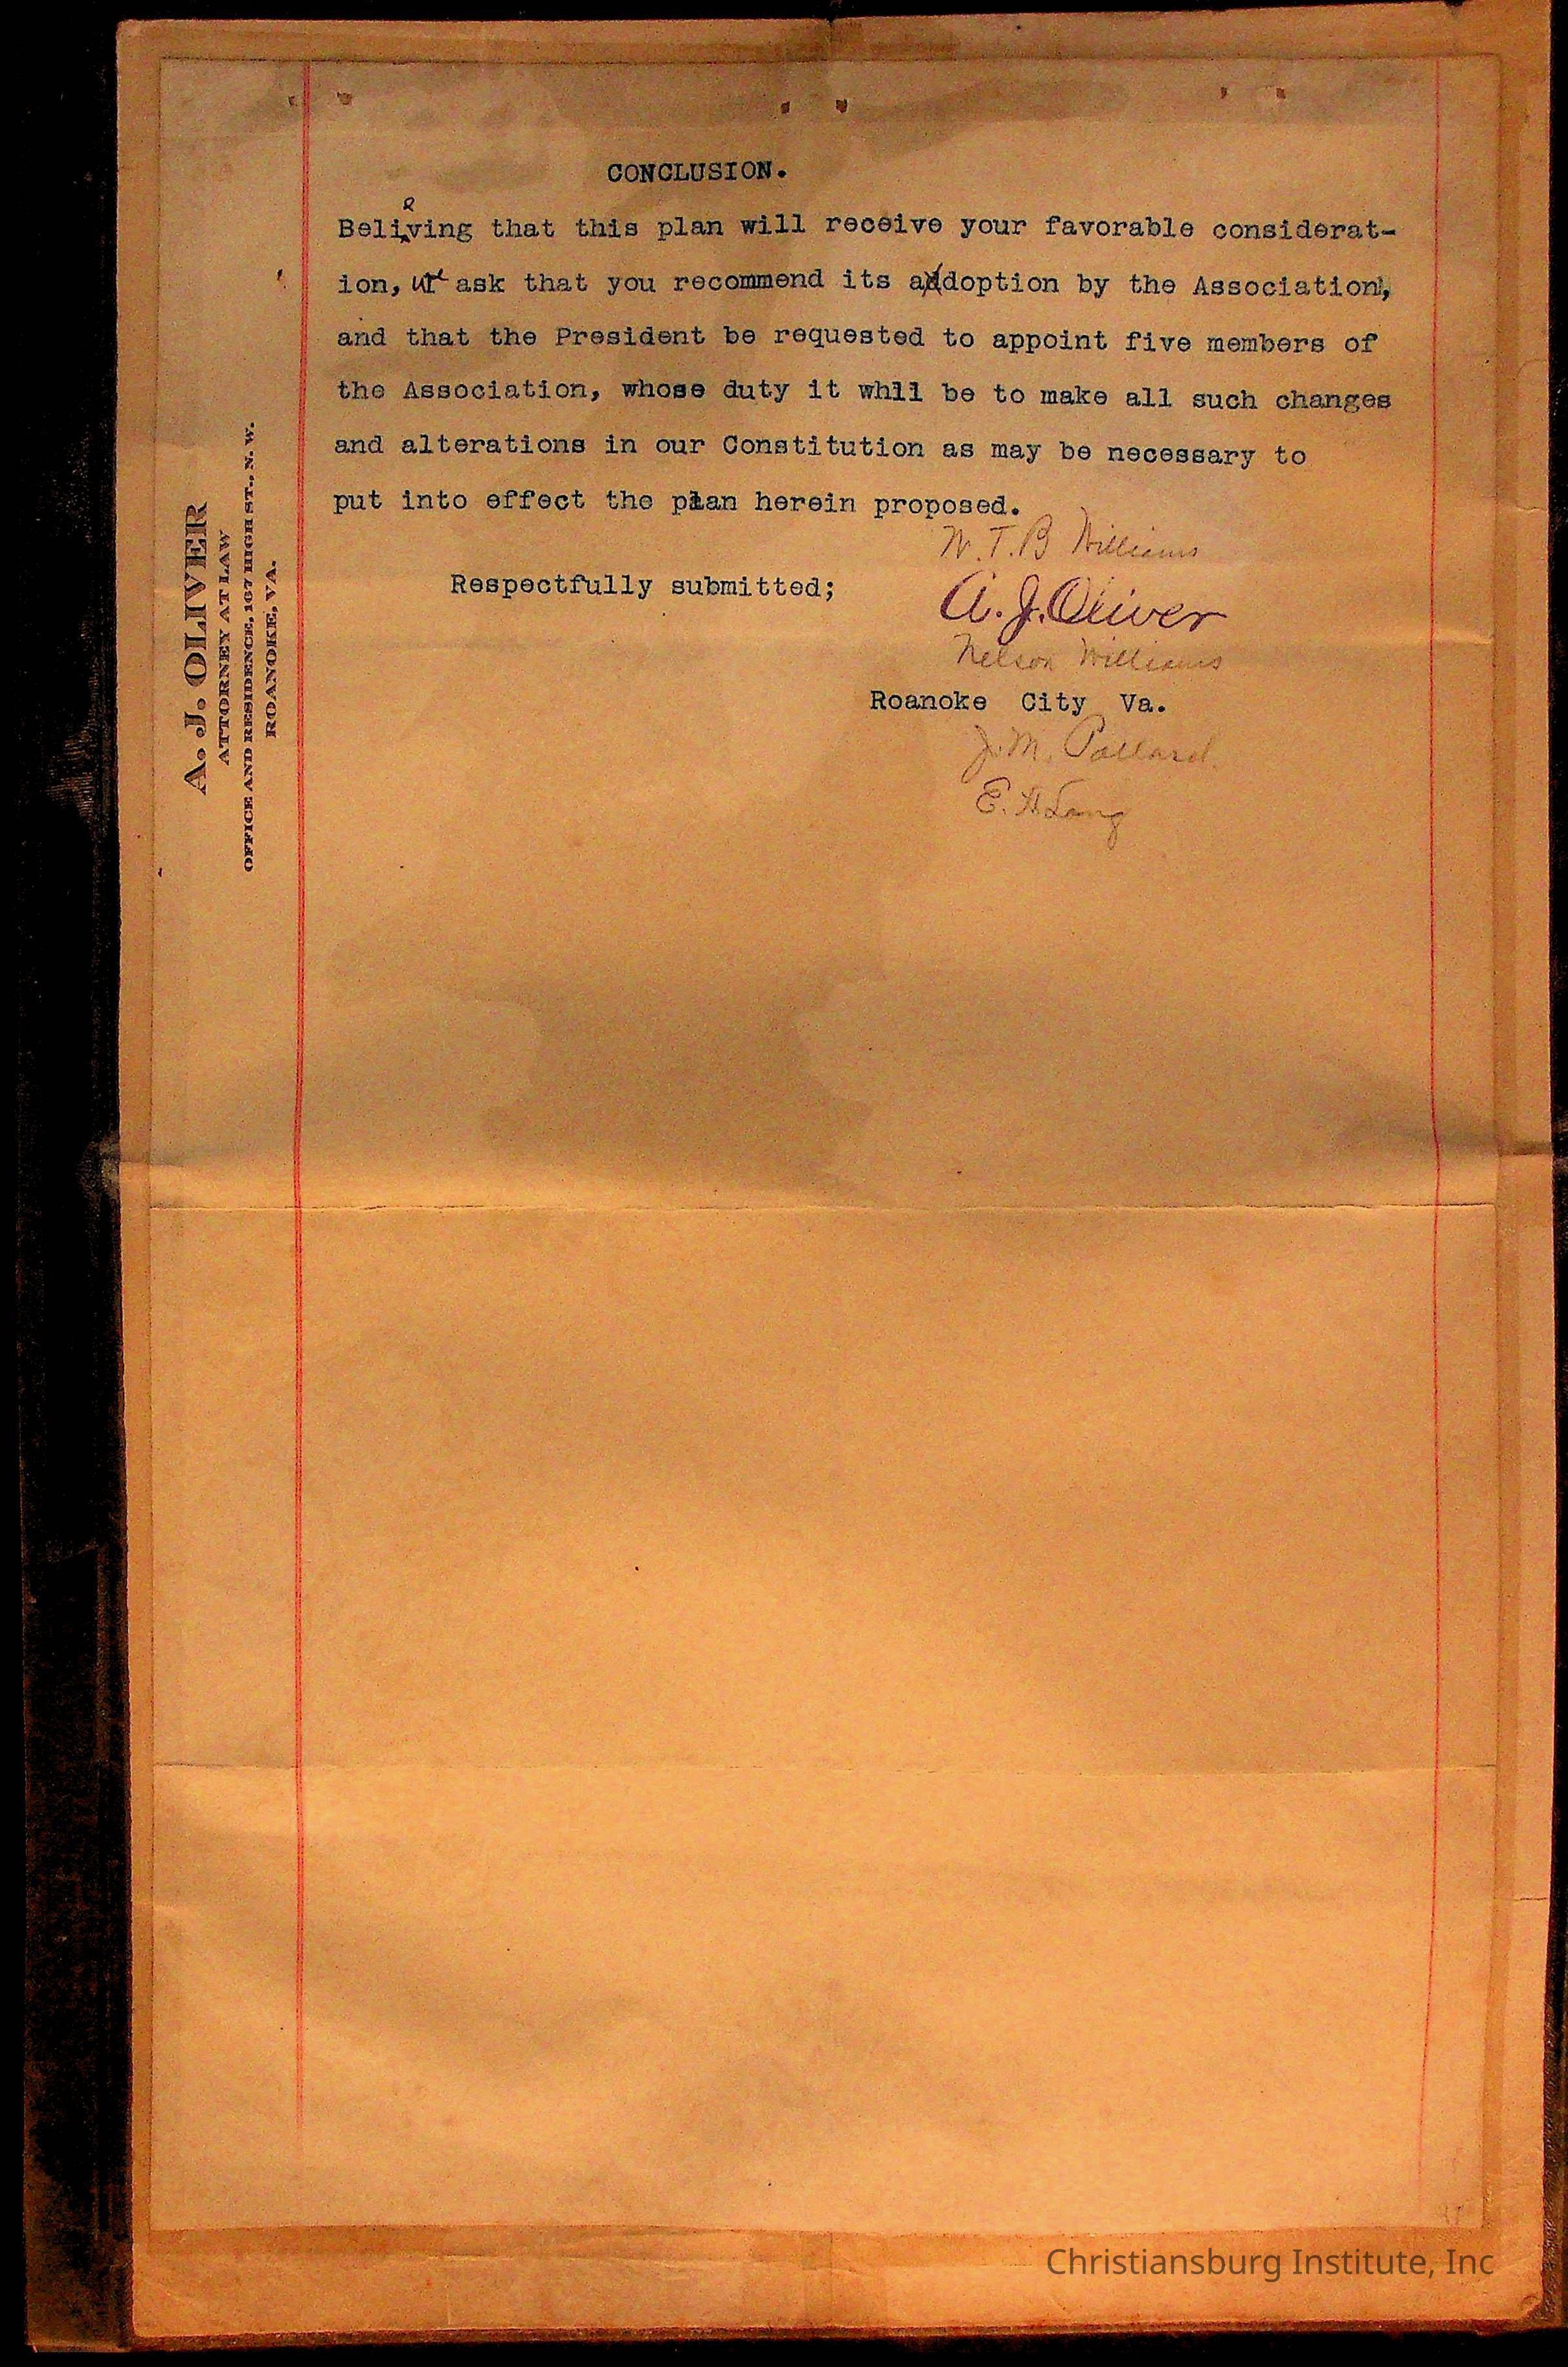 CONCLUSION.
Believing that this plan will receive your favorable considerat-
ion, we ask that you recommend its adoption by the Association,
and that the President be requested to appoint five members of
the Association, whose duty it whll be to make all such changes
and alterations in our Constitution as may be necessary to
put into effect the plan herein proposed.
W. T. B Williams
Respectfully submitted;
A. J. Oliver
Nelson Williams
Roanoke City Va.
J. M. Pollard
E. A. Long
A. J. OLIVER
ATTORNEY AT LAW
OFFICE AND RESIDENCE, 167 HIGH ST., N. W.
ROANOKE, VA.
Christiansburg Institute, Inc